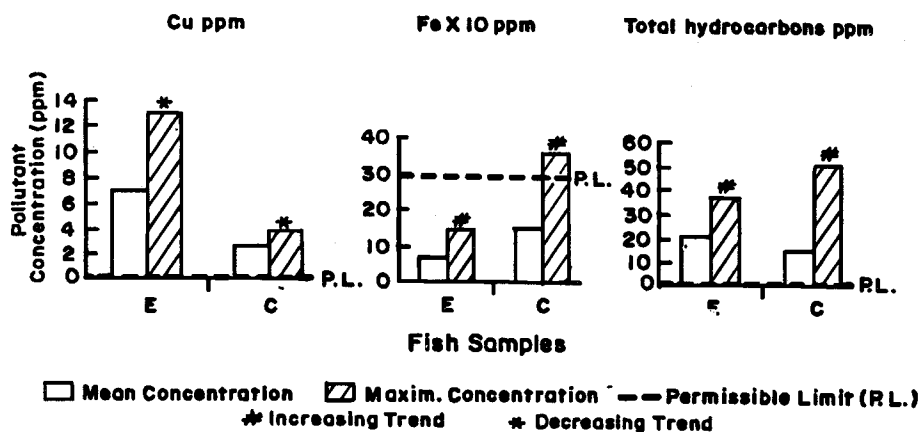 Cu ppm
Fe X 10 ppm
Total hydrocarbons ppm
Pollutant
Concentration (ppm)
14
12
10
8
6
4
2
0
*
*
P.L.
E
C
40
30
20
10
0
#
#
P.L.
E
C
60
50
40
30
20
10
0
#
#
P.L.
C
Fish Samples
Mean Concentration Maxim. Concentration Permissible Limit (P.L.)
# Increasing Trend * Decreasing Trend